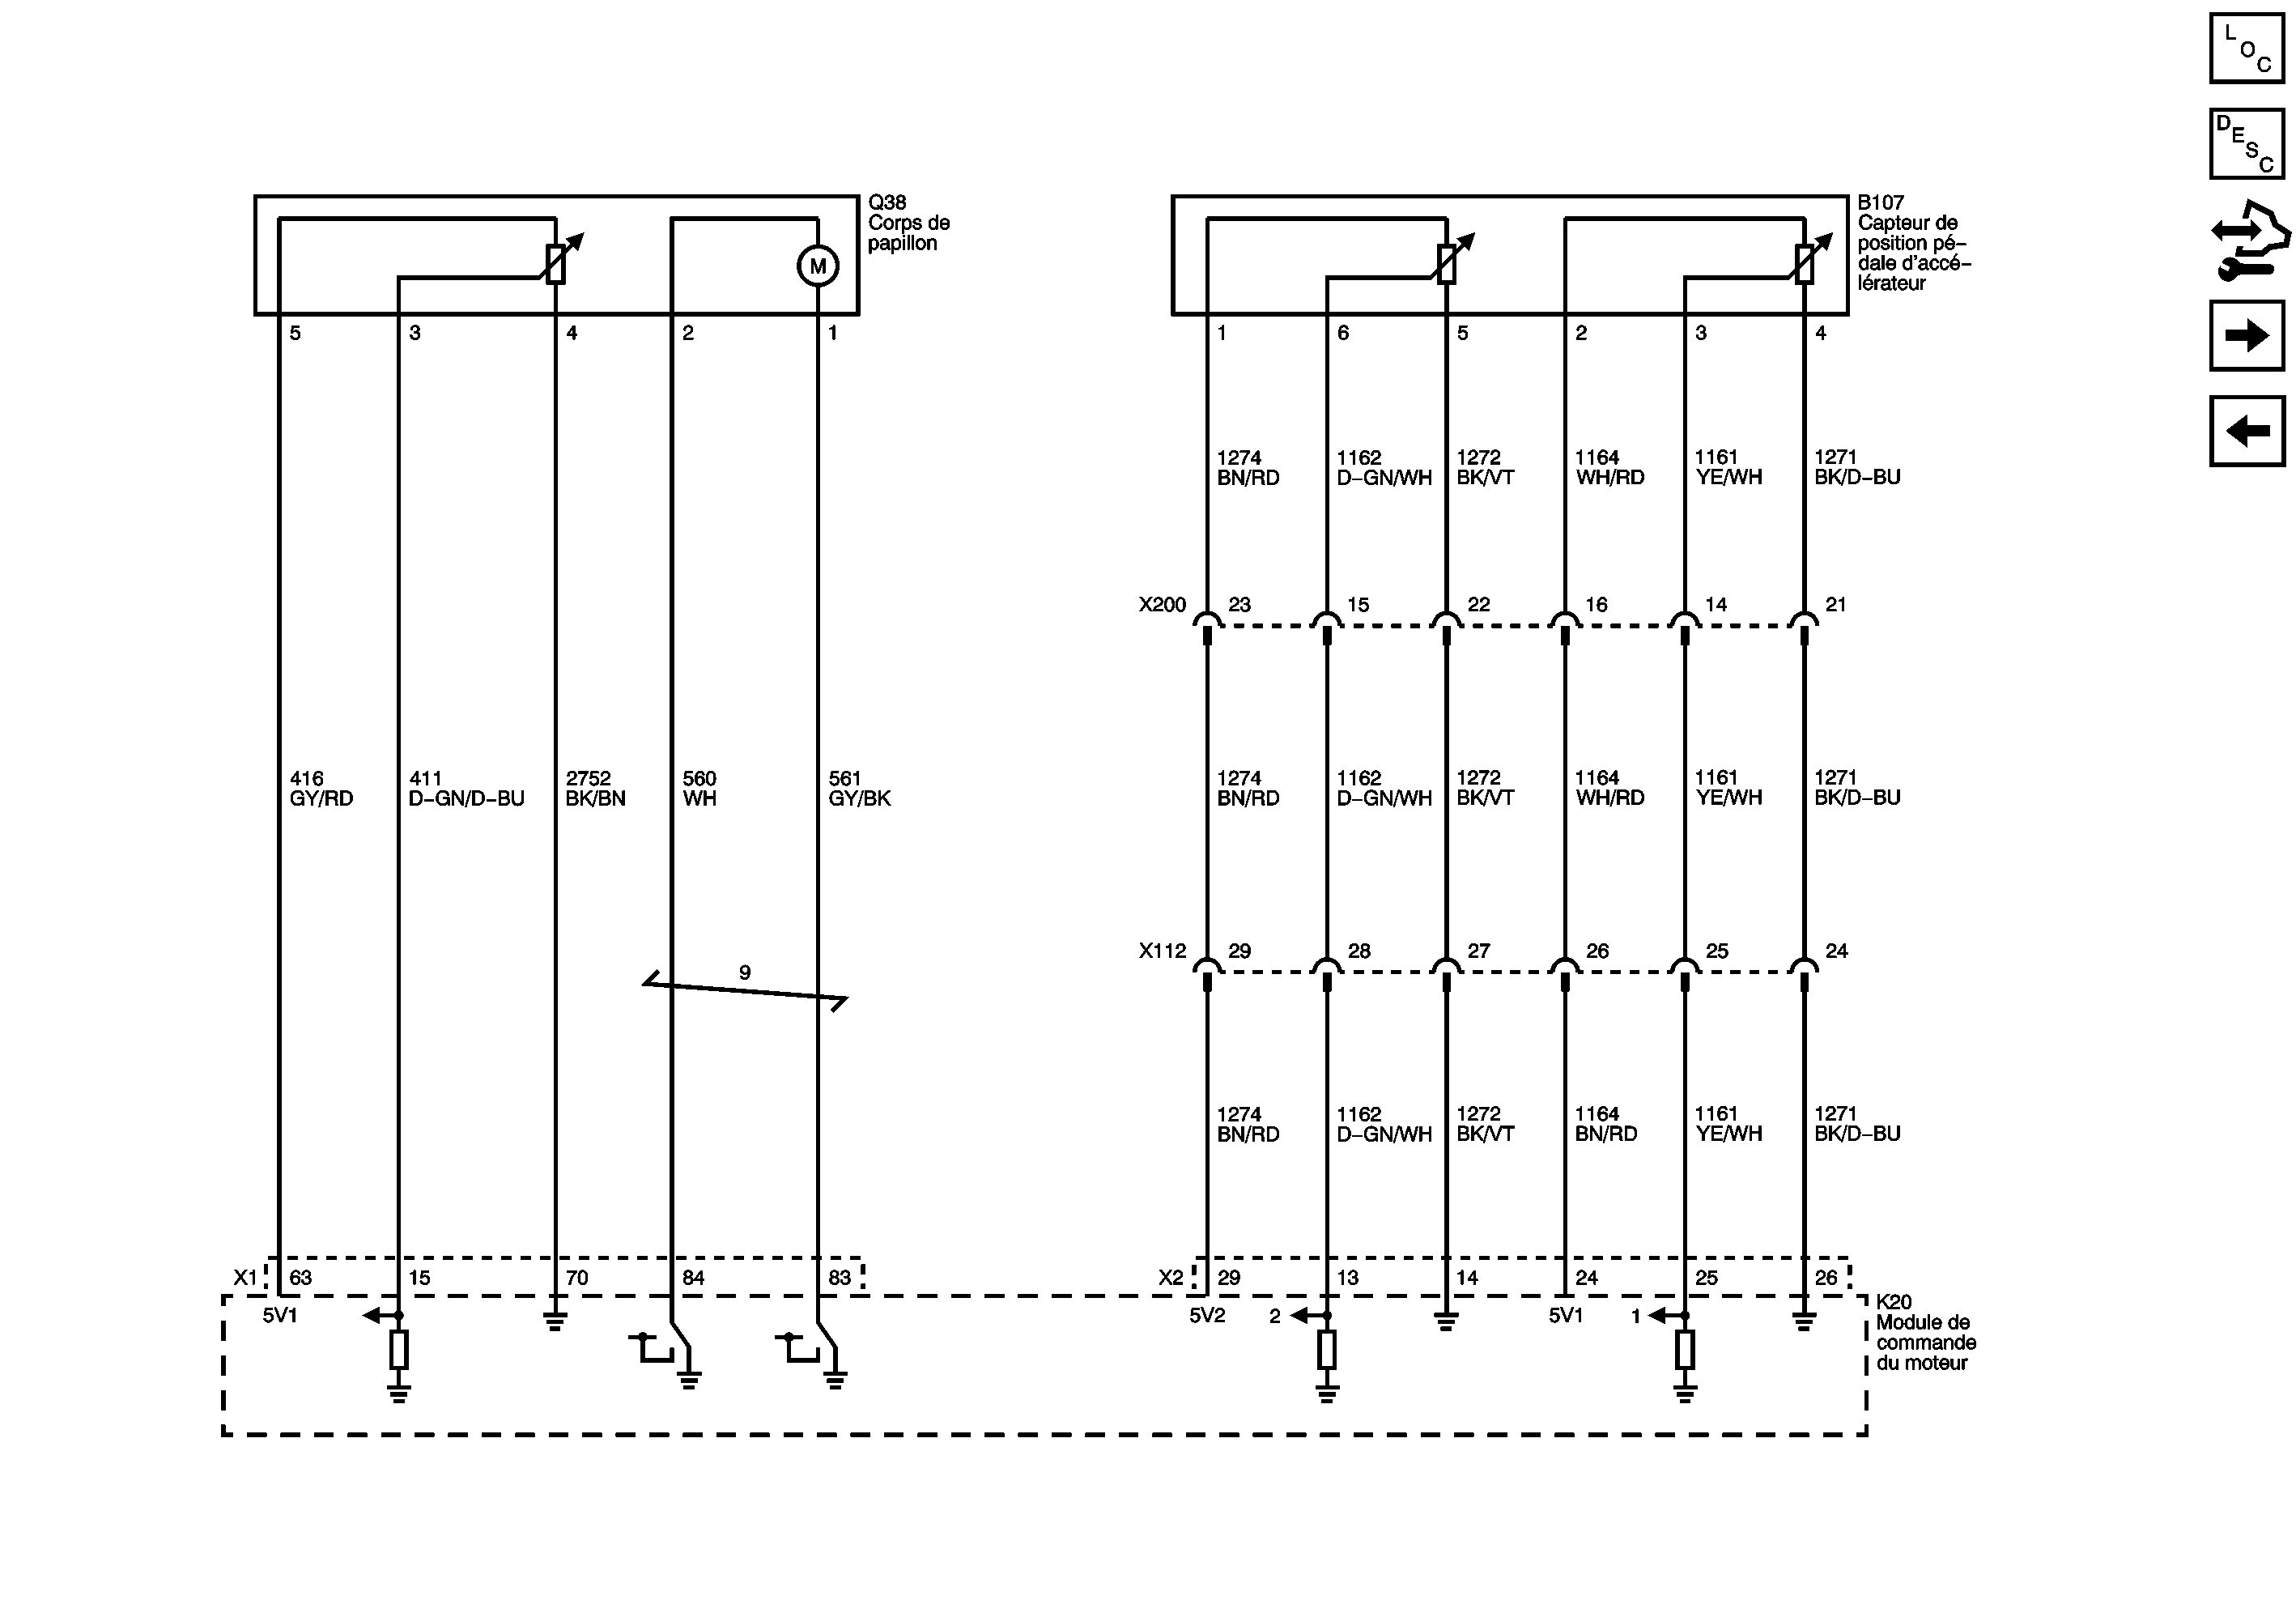 L
O
C
D
E
S
C
Q38
Corps de
papillon
M
5 3 4 2 1
B107
Capteur de
position pé–
dale d'accé–
lérateur
1 6 5 2 3 4
1274 1162 1272 1164 1161 1271
BN/RD D–GN/WH BK/VT WH/RD YE/WH BK/D–BU
X200 23 15 22 16 14 21
416 411 2752 560 561
GY/RD D–GN/D–BU BK/BN WH GY/BK
1274 1162 1272 1164 1161 1271
BN/RD D–GN/WH BK/VT WH/RD YE/WH BK/D–BU
9
X112 29 28 27 26 25 24
1274 1162 1272 1164 1161 1271
BN/RD D–GN/WH BK/VT BN/RD YE/WH BK/D–BU
X1 63 15 70 84 83
X2 29 13 14 24 25 26
5V1
5V2 2 5V1 1
K20
Module de
commande
du moteur